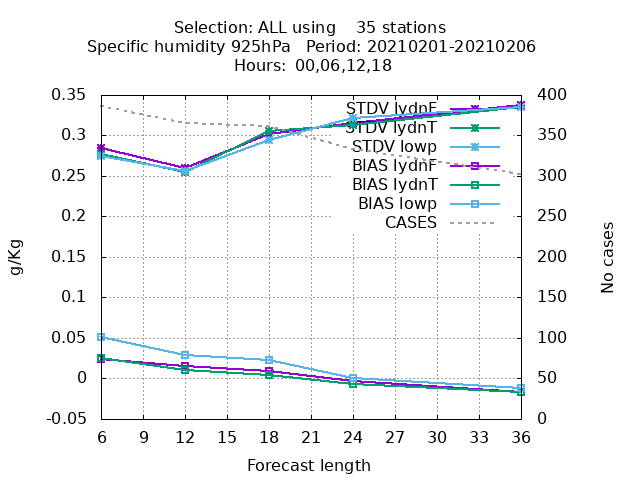 Selection: ALL using    35 stations
Specific humidity 925hPa   Period: 20210201-20210206
Hours:  00,06,12,18
0.35
0.3
0.25
0.2
0.15
0.1
0.05
0
-0.05
400
350
300
250
200
150
100
50
0
g/Kg
No cases
STDV lydnF
STDV lydnT
STDV lowp
BIAS lydnF
BIAS lydnT
BIAS lowp
CASES
6 9 12 15 18 21 24 27 30 33 36
Forecast length